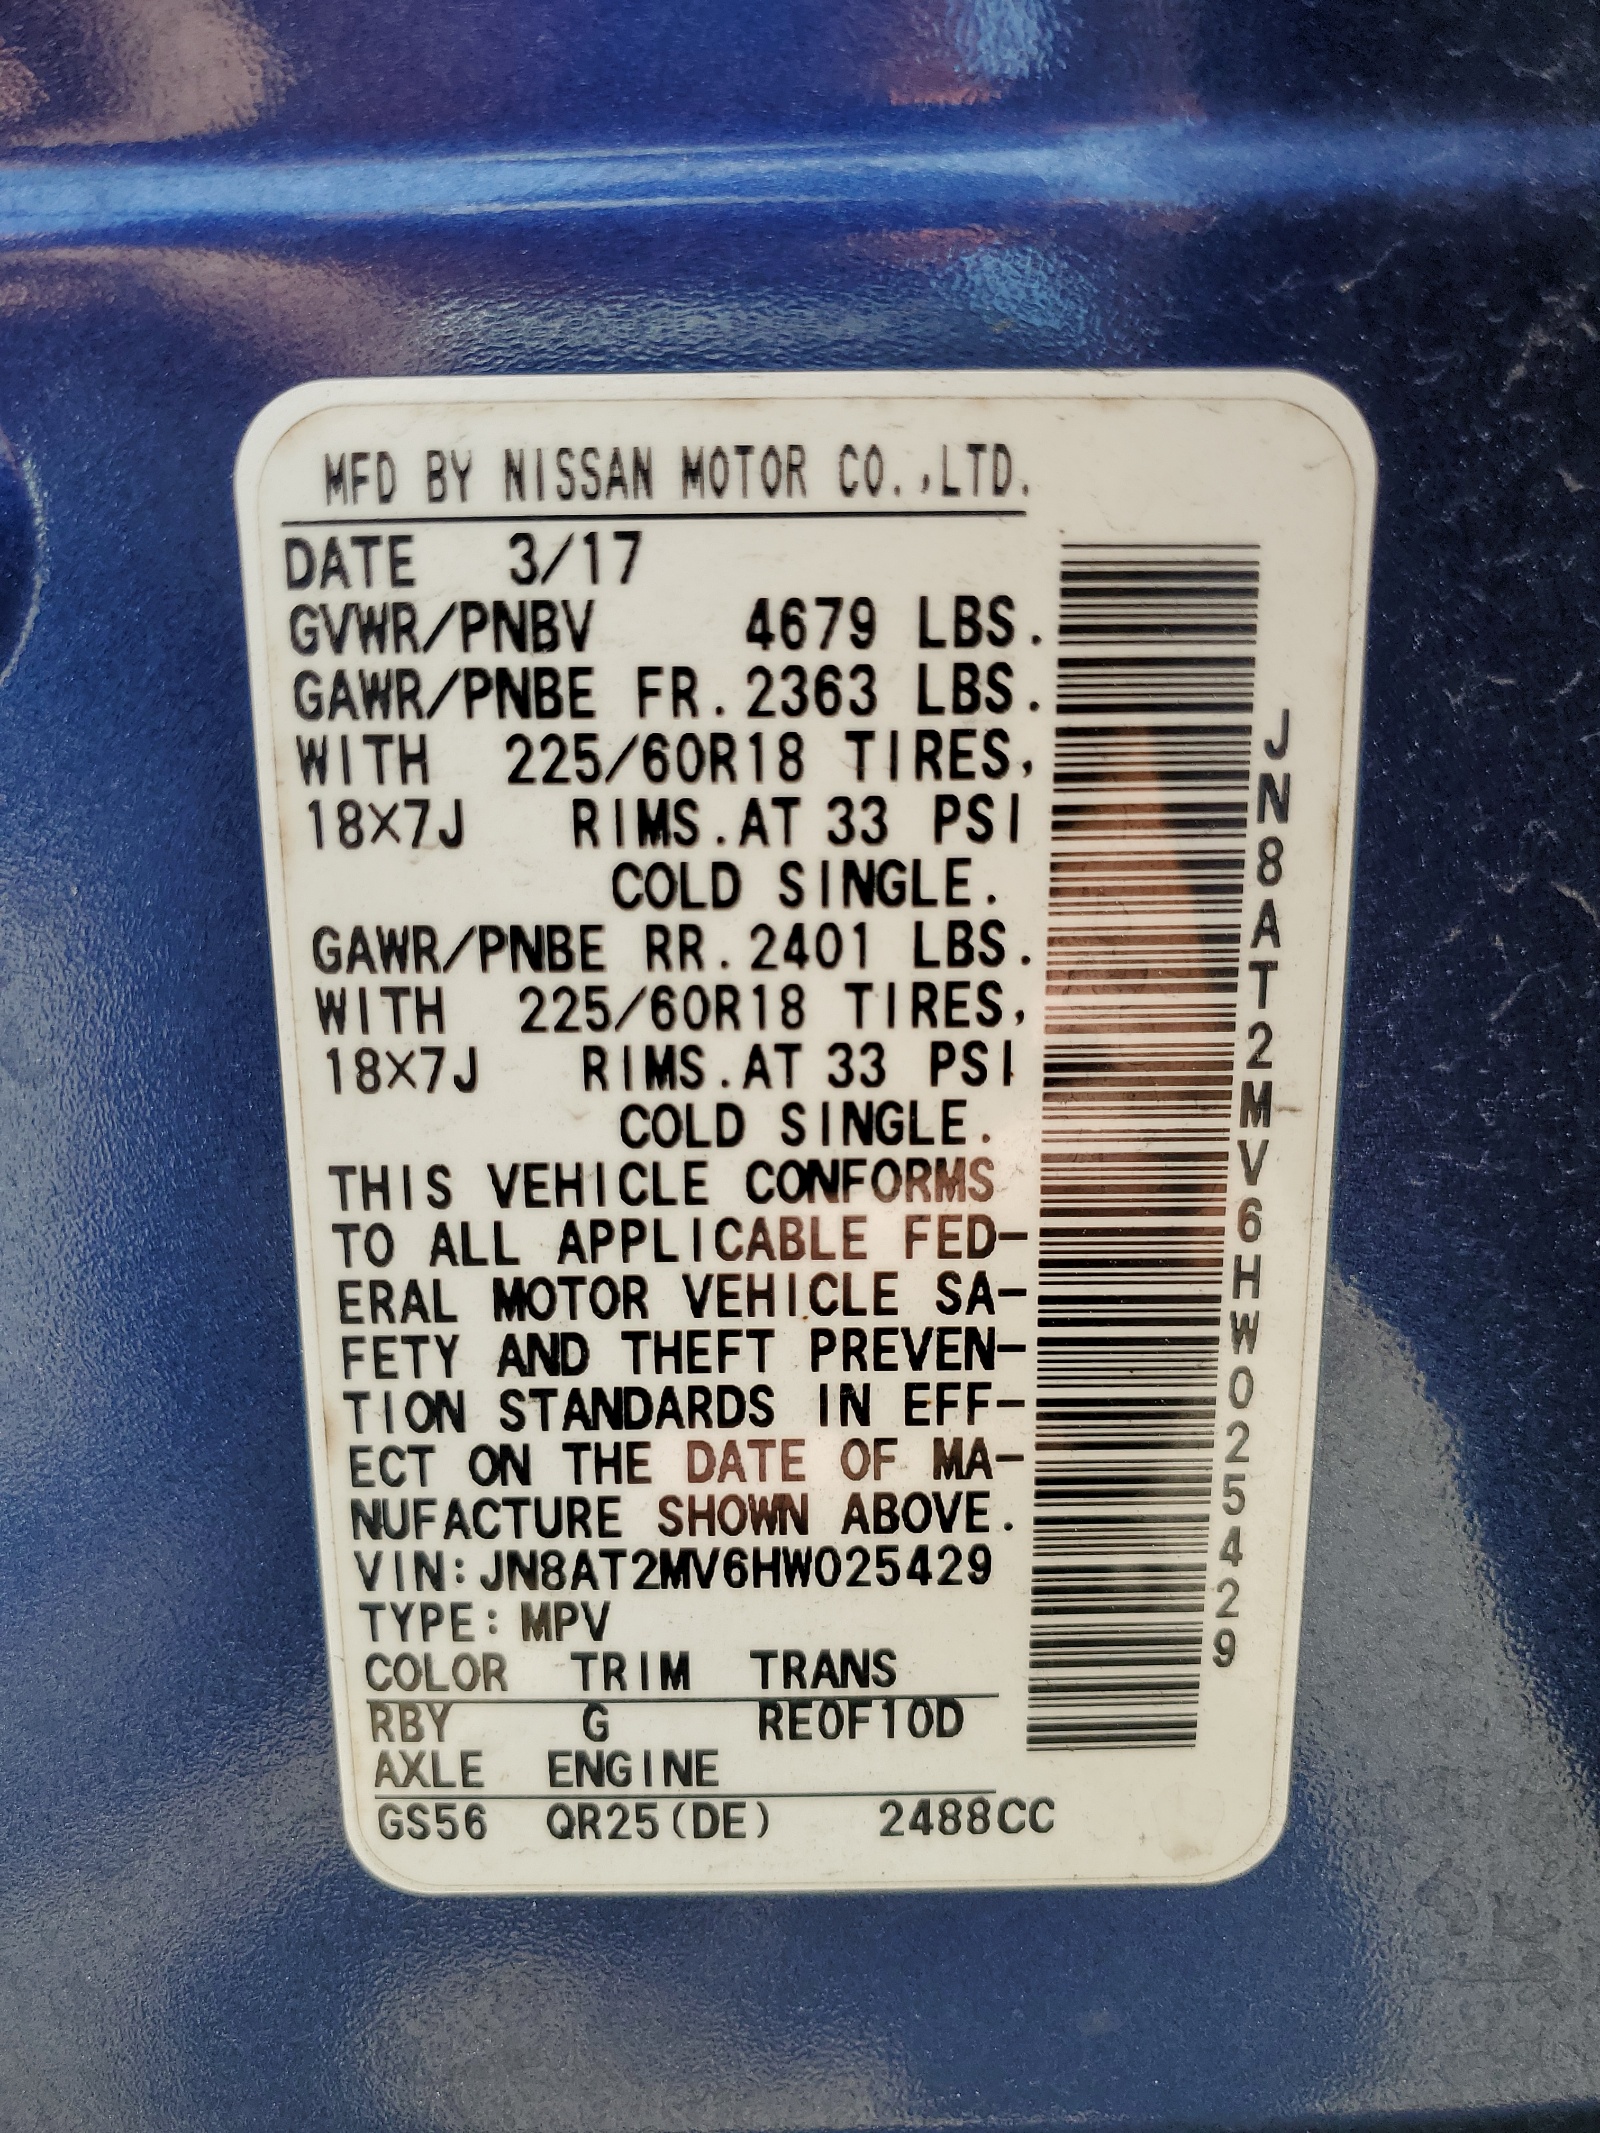 MFD BY NISSAN MOTOR CO.,LTD.
DATE 3/17
GVWR/PNBV 4679 LBS.
GAWR/PNBE FR. 2363 LBS.
WITH 225/60R18 TIRES,
18X7J RIMS.AT 33 PSI
COLD SINGLE.
GAWR/PNBE RR. 2401 LBS.
WITH 225/60R18 TIRES,
18X7J RIMS.AT 33 PSI
COLD SINGLE.
THIS VEHICLE CONFORMS
TO ALL APPLICABLE FED-
ERAL MOTOR VEHICLE SA-
FETY AND THEFT PREVEN-
TION STANDARDS IN EFF-
ECT ON THE DATE OF MA-
NUFACTURE SHOWN ABOVE.
VIN:JN8AT2MV6HW025429
TYPE: MPV
COLOR TRIM TRANS
RBY G RE0F10D
AXLE ENGINE
GS56 QR25(DE) 2488CC
JN8AT2MV6HW025429